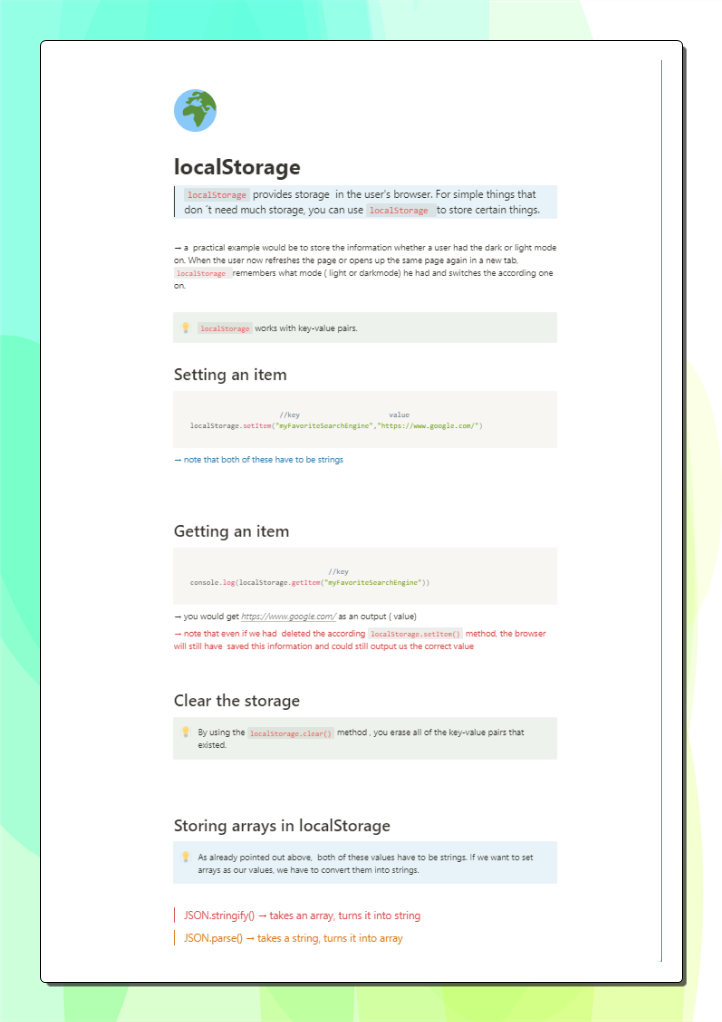 localStorage
localStorage provides storage in the user's browser. For simple things that
don ´t need much storage, you can use localStorage to store certain things.
→ a practical example would be to store the information whether a user had the dark or light mode
on. When the user now refreshes the page or opens up the same page again in a new tab,
localStorage remembers what mode ( light or darkmode) he had and switches the according one
on.
localStorage works with key-value pairs.
Setting an item
//key value
localStorage.setItem("myFavoriteSearchEngine","https://www.google.com/")
→ note that both of these have to be strings
Getting an item
//key
console.log(localStorage.getItem("myFavoriteSearchEngine"))
→ you would get https://www.google.com/ as an output ( value)
→ note that even if we had deleted the according localStorage.setItem() method, the browser
will still have saved this information and could still output us the correct value
Clear the storage
By using the localStorage.clear() method , you erase all of the key-value pairs that
existed.
Storing arrays in localStorage
As already pointed out above, both of these values have to be strings. If we want to set
arrays as our values, we have to convert them into strings.
JSON.stringify() → takes an array, turns it into string
JSON.parse() → takes a string, turns it into array